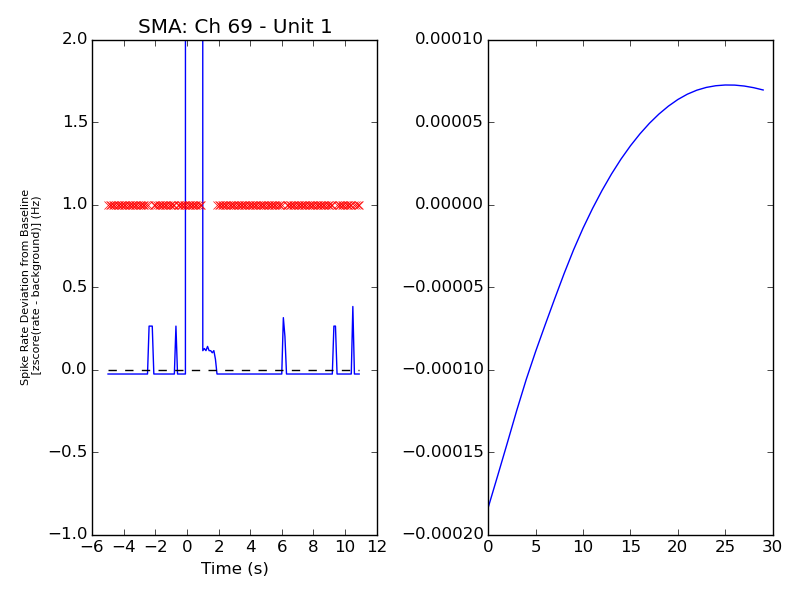 SMA: Ch 69 - Unit 1
2.0
1.5
1.0
0.5
0.0
−0.5
−1.0
Spike Rate Deviation from Baseline
[zscore(rate - background)] (Hz)
−6 −4 −2 0 2 4 6 8 10 12
Time (s)
0.00010
0.00005
0.00000
−0.00005
−0.00010
−0.00015
−0.00020
0 5 10 15 20 25 30